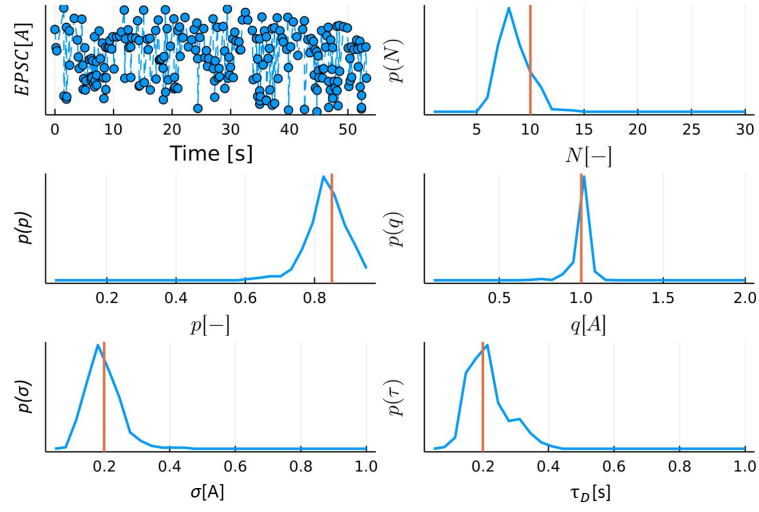 EPSC[A]
0 10 20 30 40 50
Time [s]
p(N)
5 10 15 20 25 30
N[−]
p(p)
0.2 0.4 0.6 0.8
p[−]
p(q)
0.5 1.0 1.5 2.0
q[A]
p(σ)
0.2 0.4 0.6 0.8 1.0
σ[A]
p(τ)
0.2 0.4 0.6 0.8 1.0
τ_D[s]